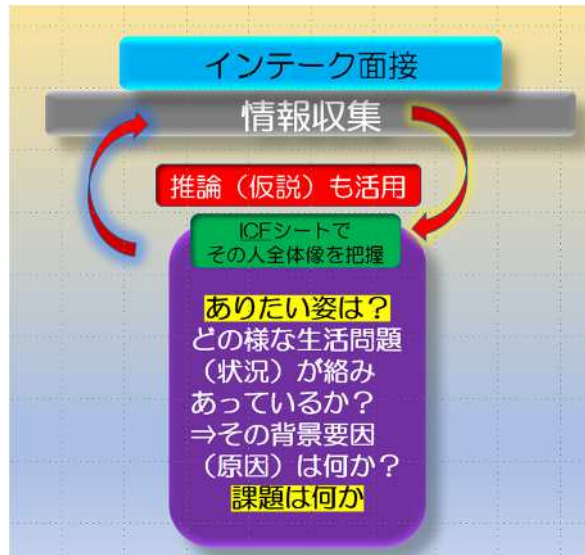 インテーク面接
情報収集
推論（仮説）も活用
ICFシートで
その人全体像を把握
ありたい姿は？
どの様な生活問題
（状況）が絡み
あっているか？
⇒その背景要因
（原因）は何か？
課題は何か